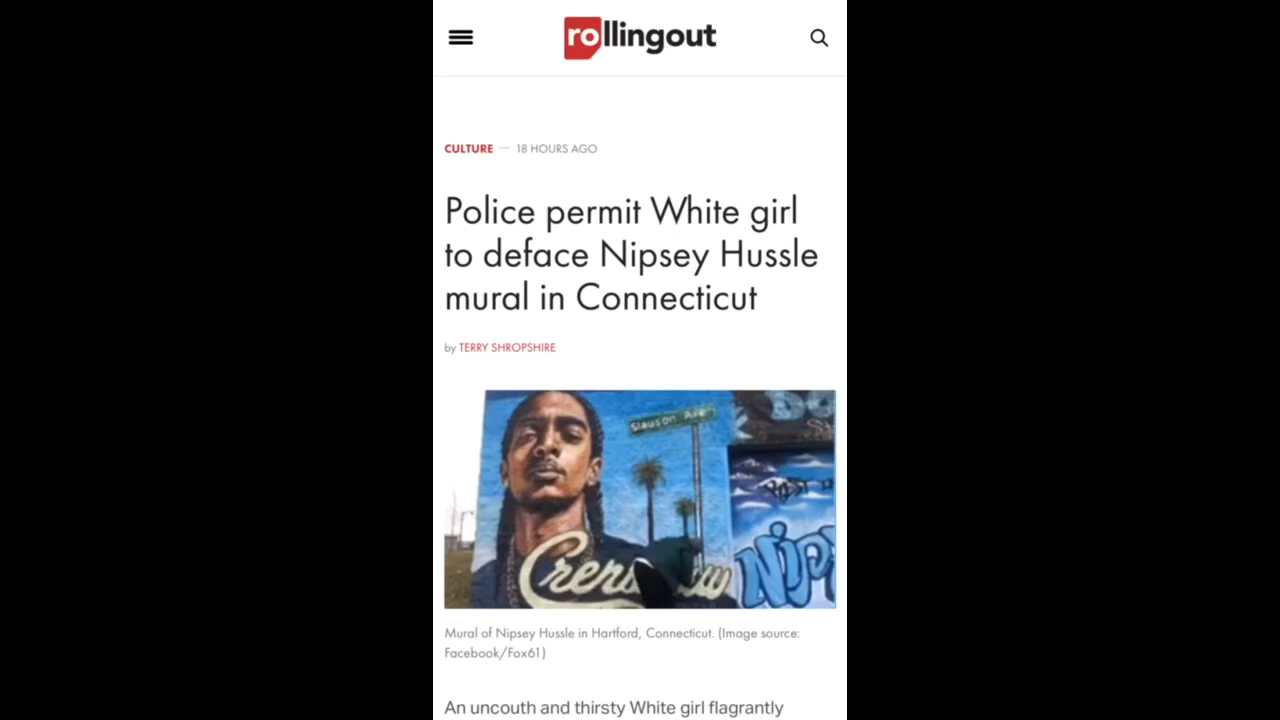 rollingout
CULTURE — 18 HOURS AGO
Police permit White girl
to deface Nipsey Hussle
mural in Connecticut
by TERRY SHROPSHIRE
Slauson Ave
Nip
Mural of Nipsey Hussle in Hartford, Connecticut. (Image source:
Facebook/Fox61)
An uncouth and thirsty White girl flagrantly